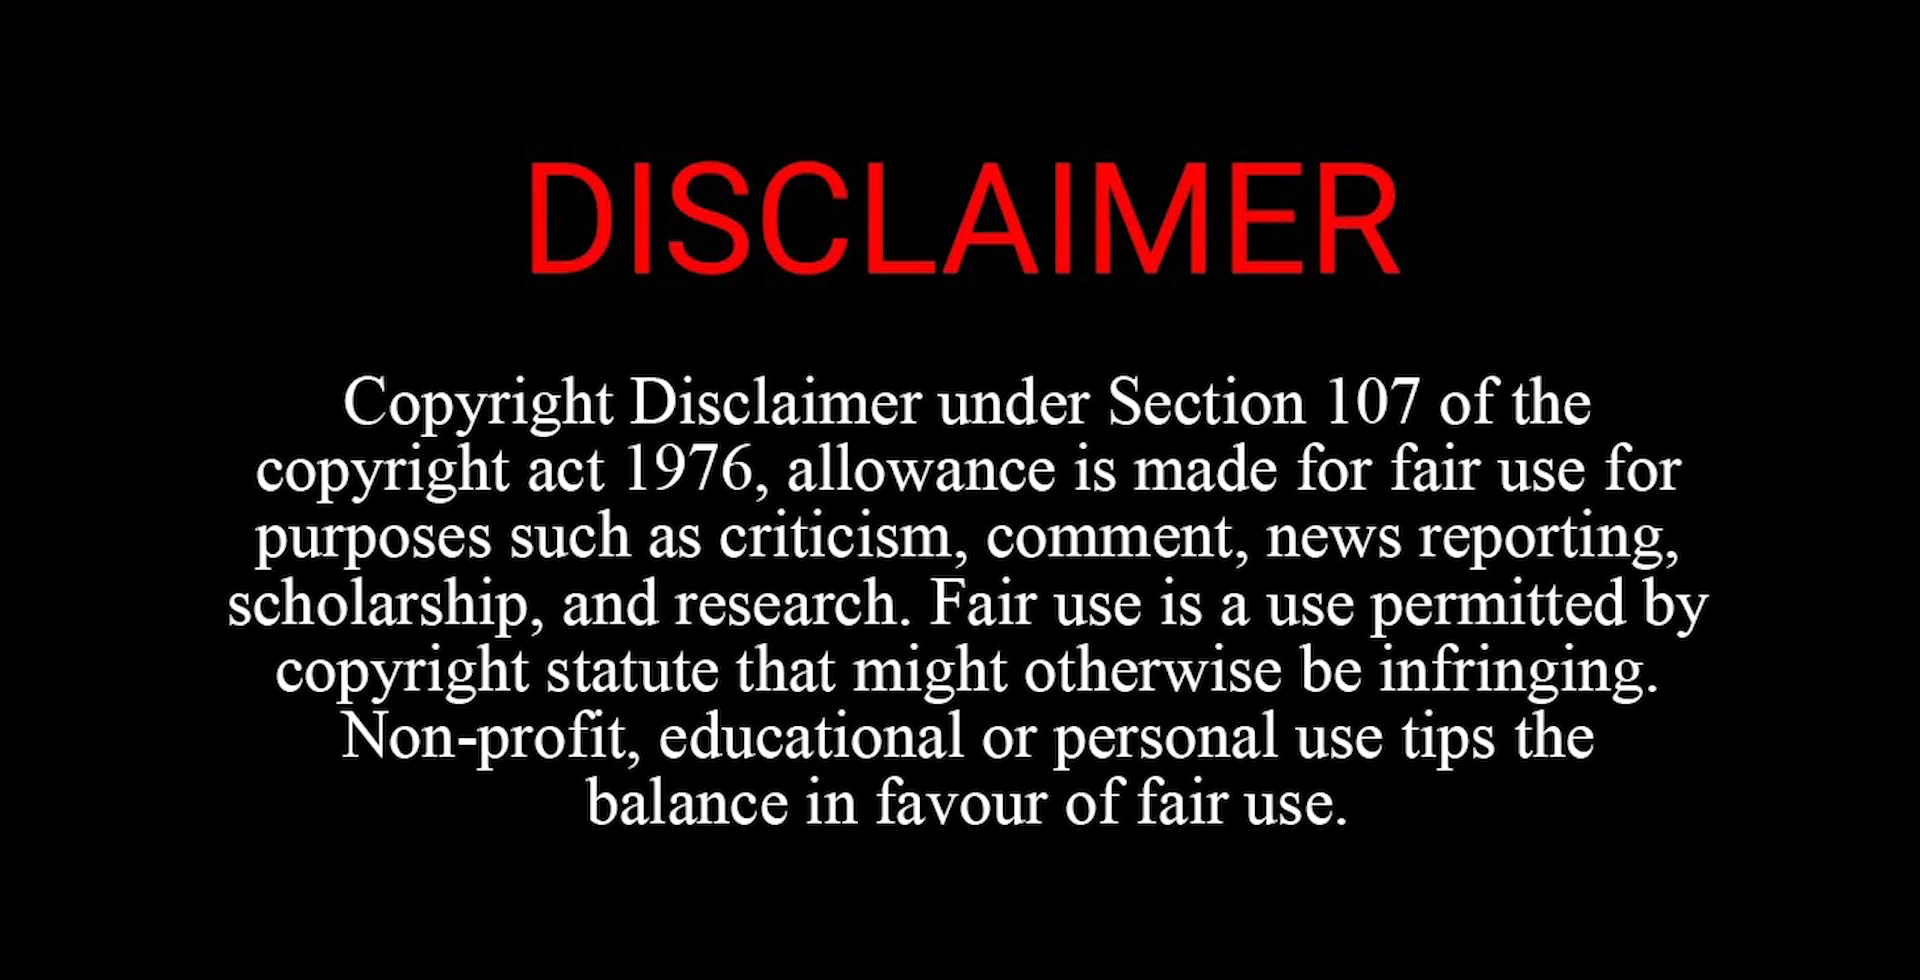 DISCLAIMER
Copyright Disclaimer under Section 107 of the
copyright act 1976, allowance is made for fair use for
purposes such as criticism, comment, news reporting,
scholarship, and research. Fair use is a use permitted by
copyright statute that might otherwise be infringing.
Non-profit, educational or personal use tips the
balance in favour of fair use.